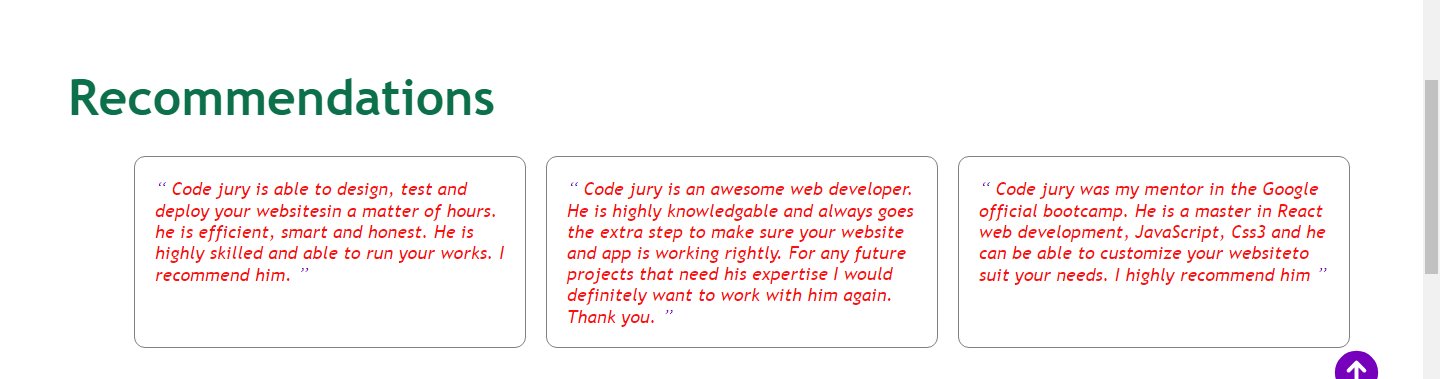 Recommendations
“ Code jury is able to design, test and
deploy your websitesin a matter of hours.
he is efficient, smart and honest. He is
highly skilled and able to run your works. I
recommend him. ”
“ Code jury is an awesome web developer.
He is highly knowledgable and always goes
the extra step to make sure your website
and app is working rightly. For any future
projects that need his expertise I would
definitely want to work with him again.
Thank you. ”
“ Code jury was my mentor in the Google
official bootcamp. He is a master in React
web development, JavaScript, Css3 and he
can be able to customize your websiteto
suit your needs. I highly recommend him ”